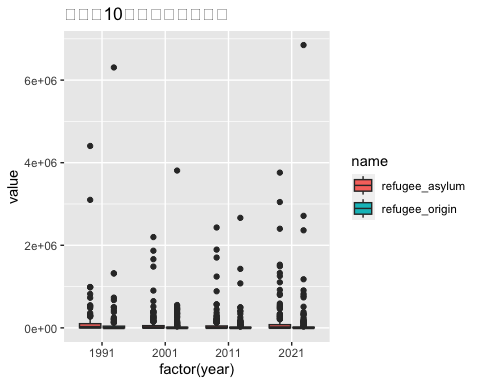 10
value
6e+06
4e+06
2e+06
0e+00
1991
2001
2011
2021
factor(year)
name
refugee_asylum
refugee_origin